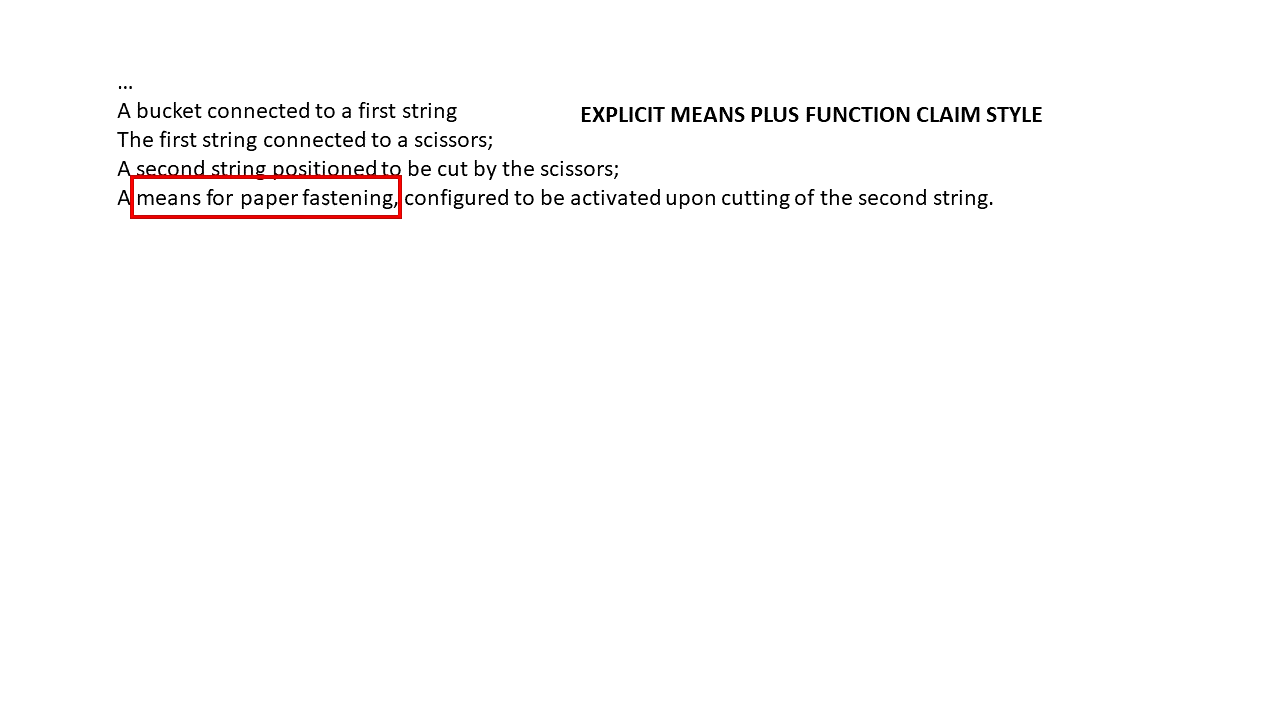 …
A bucket connected to a first string
EXPLICIT MEANS PLUS FUNCTION CLAIM STYLE
The first string connected to a scissors;
A second string positioned to be cut by the scissors;
A means for paper fastening, configured to be activated upon cutting of the second string.